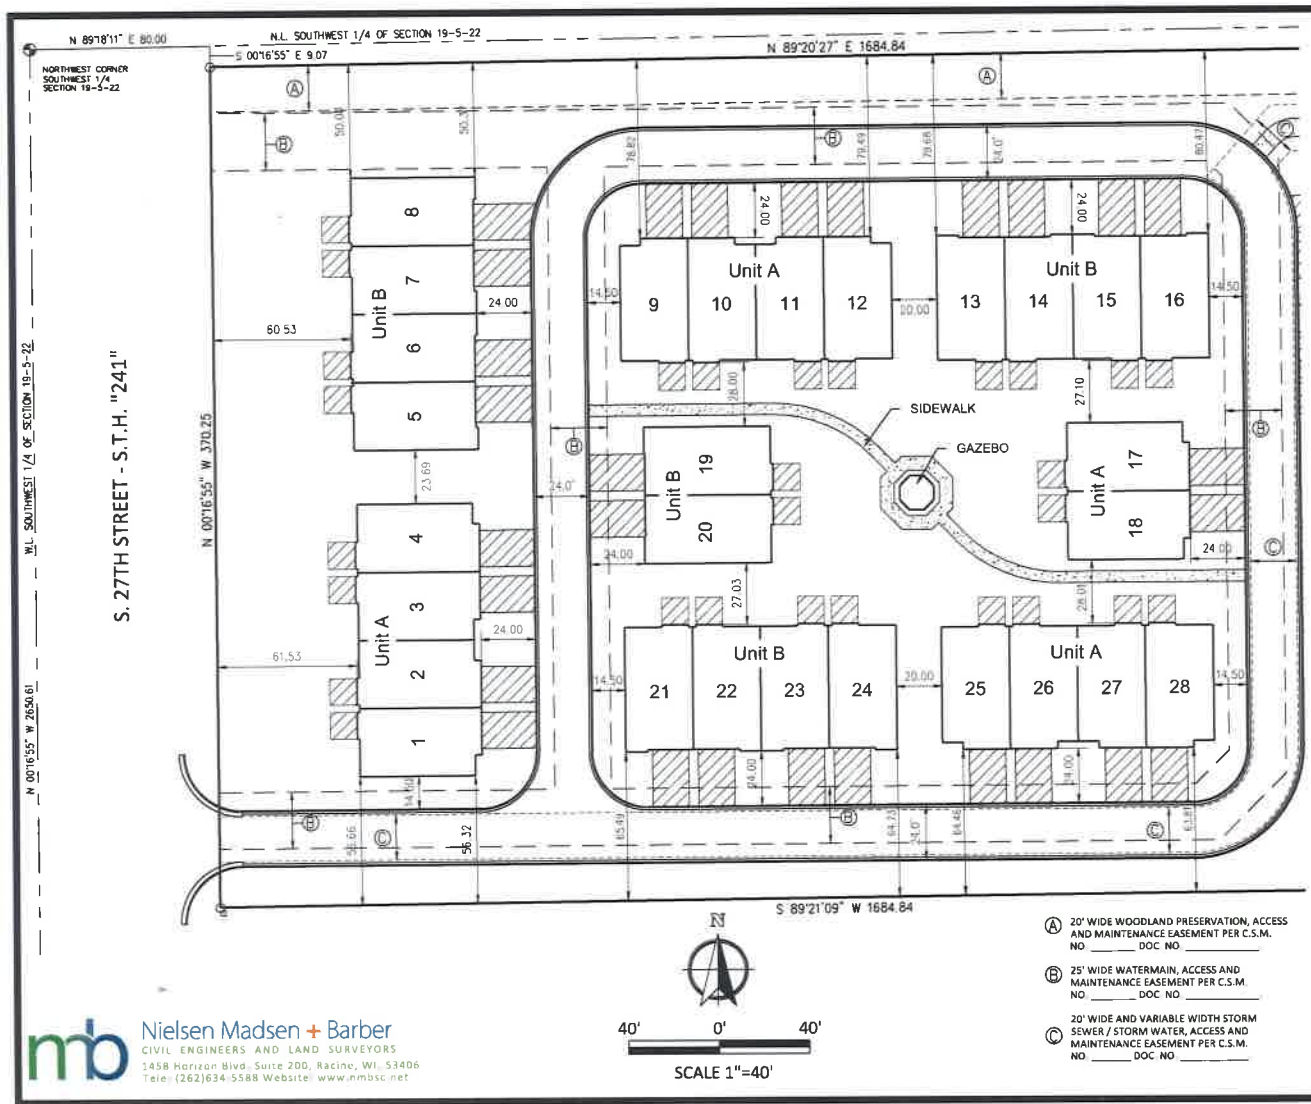 N 89°18'11" E 80.00
N.L. SOUTHWEST 1/4 OF SECTION 19-5-22
N 89°20'27" E 1684.84
S 00°16'55" E 9.07
NORTHWEST CORNER
SOUTHWEST 1/4
SECTION 19-5-22
A
A
C
B
B
50.3
78.82
79.49
79.68
24.0'
80.47
8
7
6
5
Unit B
24.00
60.53
24.00
24.00
Unit A
9
10
11
12
Unit B
13
14
15
16
14.50
14.50
28.00
27.10
SIDEWALK
GAZEBO
B
B
W.L. SOUTHWEST 1/4 OF SECTION 19-5-22
S. 27TH STREET - S.T.H. "241"
N 00°16'55" W 370.25
23.69
24.0'
19
20
Unit B
17
18
Unit A
24.00
24.00
C
4
3
2
1
Unit A
24.00
61.53
27.03
28.01
Unit B
21
22
23
24
Unit A
25
26
27
28
14.50
20.00
14.50
24.00
24.00
N 00°16'55" W 2650.61
14.50
B
C
B
C
56.66
56.32
65.49
64.73
24.0'
64.46
63.81
S 89°21'09" W 1684.84
N
40' 0' 40'
SCALE 1"=40'
A 20' WIDE WOODLAND PRESERVATION, ACCESS
AND MAINTENANCE EASEMENT PER C.S.M.
NO. ______ DOC NO. __________
B 25' WIDE WATERMAIN, ACCESS AND
MAINTENANCE EASEMENT PER C.S.M.
NO. ______ DOC NO. __________
C 20' WIDE AND VARIABLE WIDTH STORM
SEWER / STORM WATER, ACCESS AND
MAINTENANCE EASEMENT PER C.S.M.
NO. ______ DOC NO. __________
mb
Nielsen Madsen + Barber
CIVIL ENGINEERS AND LAND SURVEYORS
1458 Horizon Blvd. Suite 200, Racine, WI. 53406
Tele: (262)634-5588 Website: www.nmbsc.net